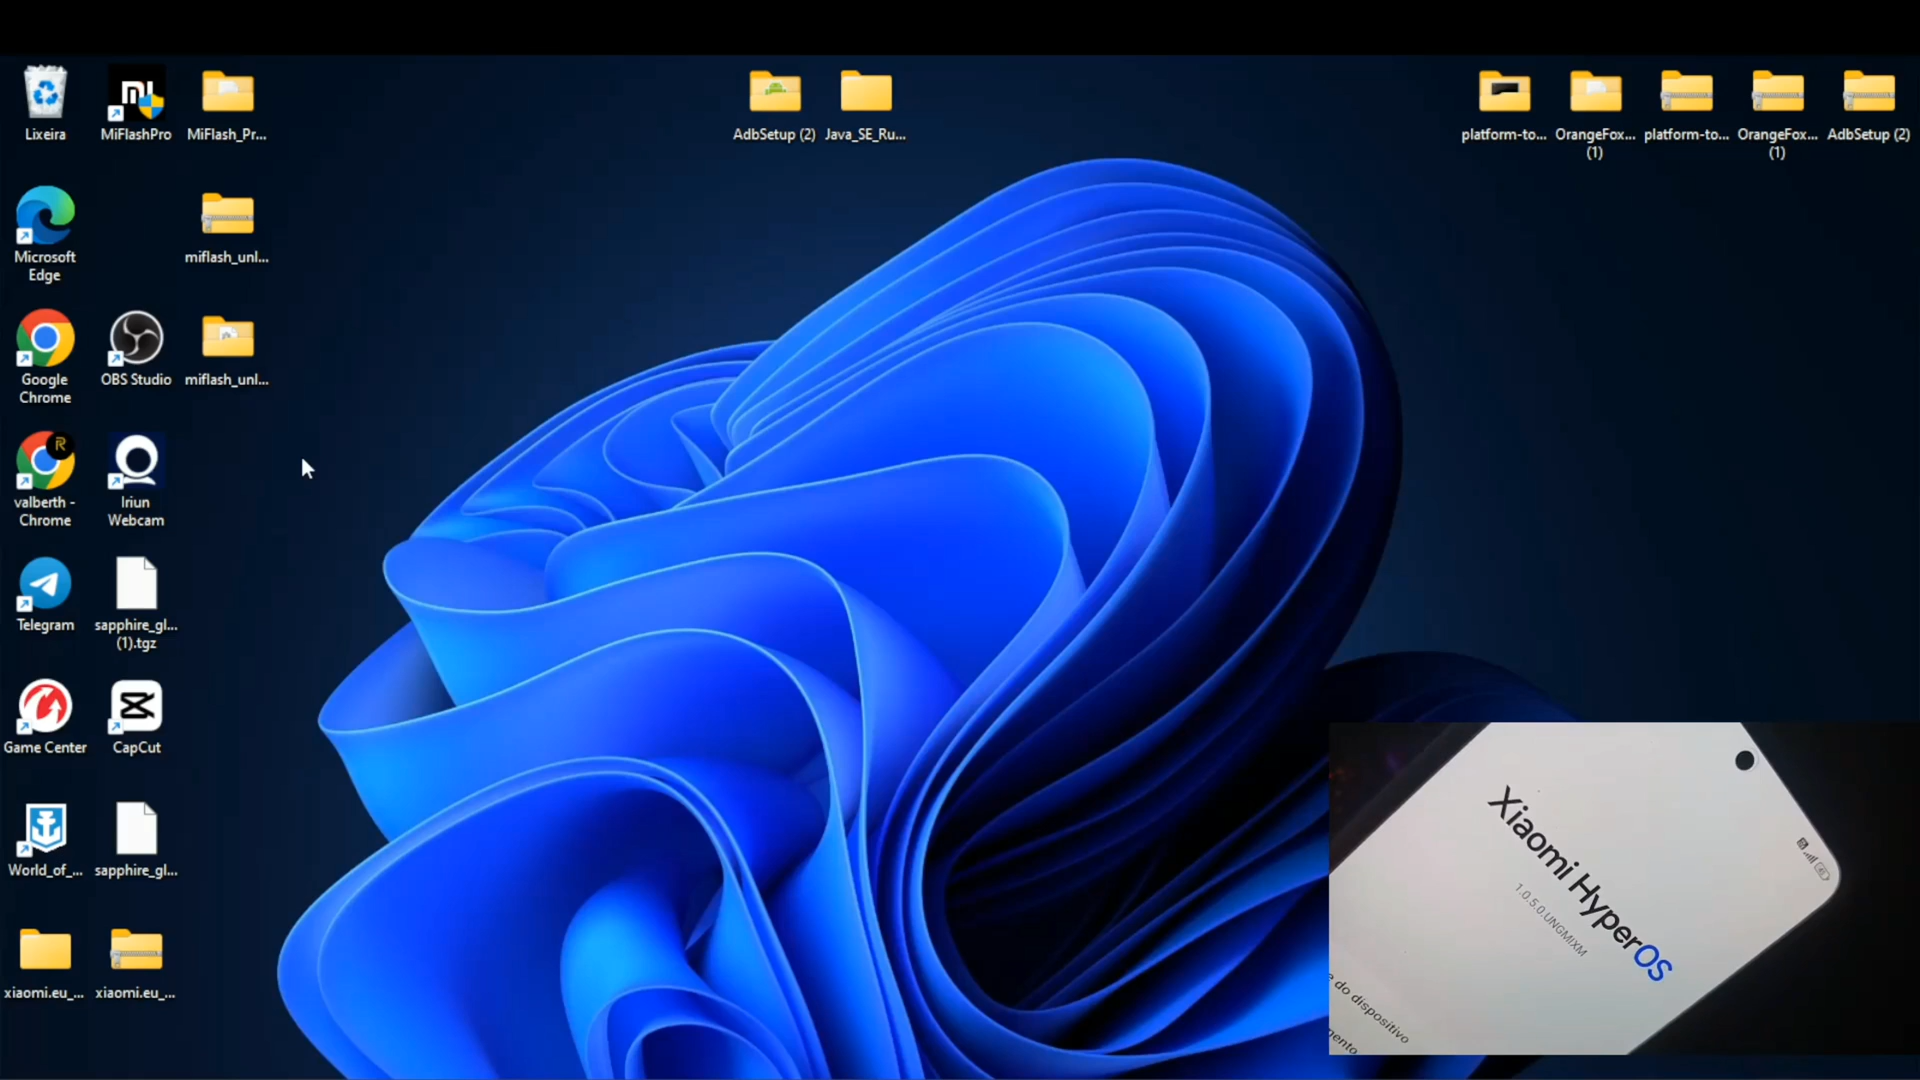 Lixeira
MiFlashPro
MiFlash_Pr...
AdbSetup (2)
Java_SE_Ru...
platform-to...
OrangeFox...
(1)
platform-to...
OrangeFox...
(1)
AdbSetup (2)
Microsoft
Edge
miflash_unl...
Google
Chrome
OBS Studio
miflash_unl...
valberth -
Chrome
Iriun
Webcam
Telegram
sapphire_gl...
(1).tgz
Game Center
CapCut
World_of_...
sapphire_gl...
xiaomi.eu_...
xiaomi.eu_...
Xiaomi HyperOS
1.0.5.0.UNGMIXM
do dispositivo